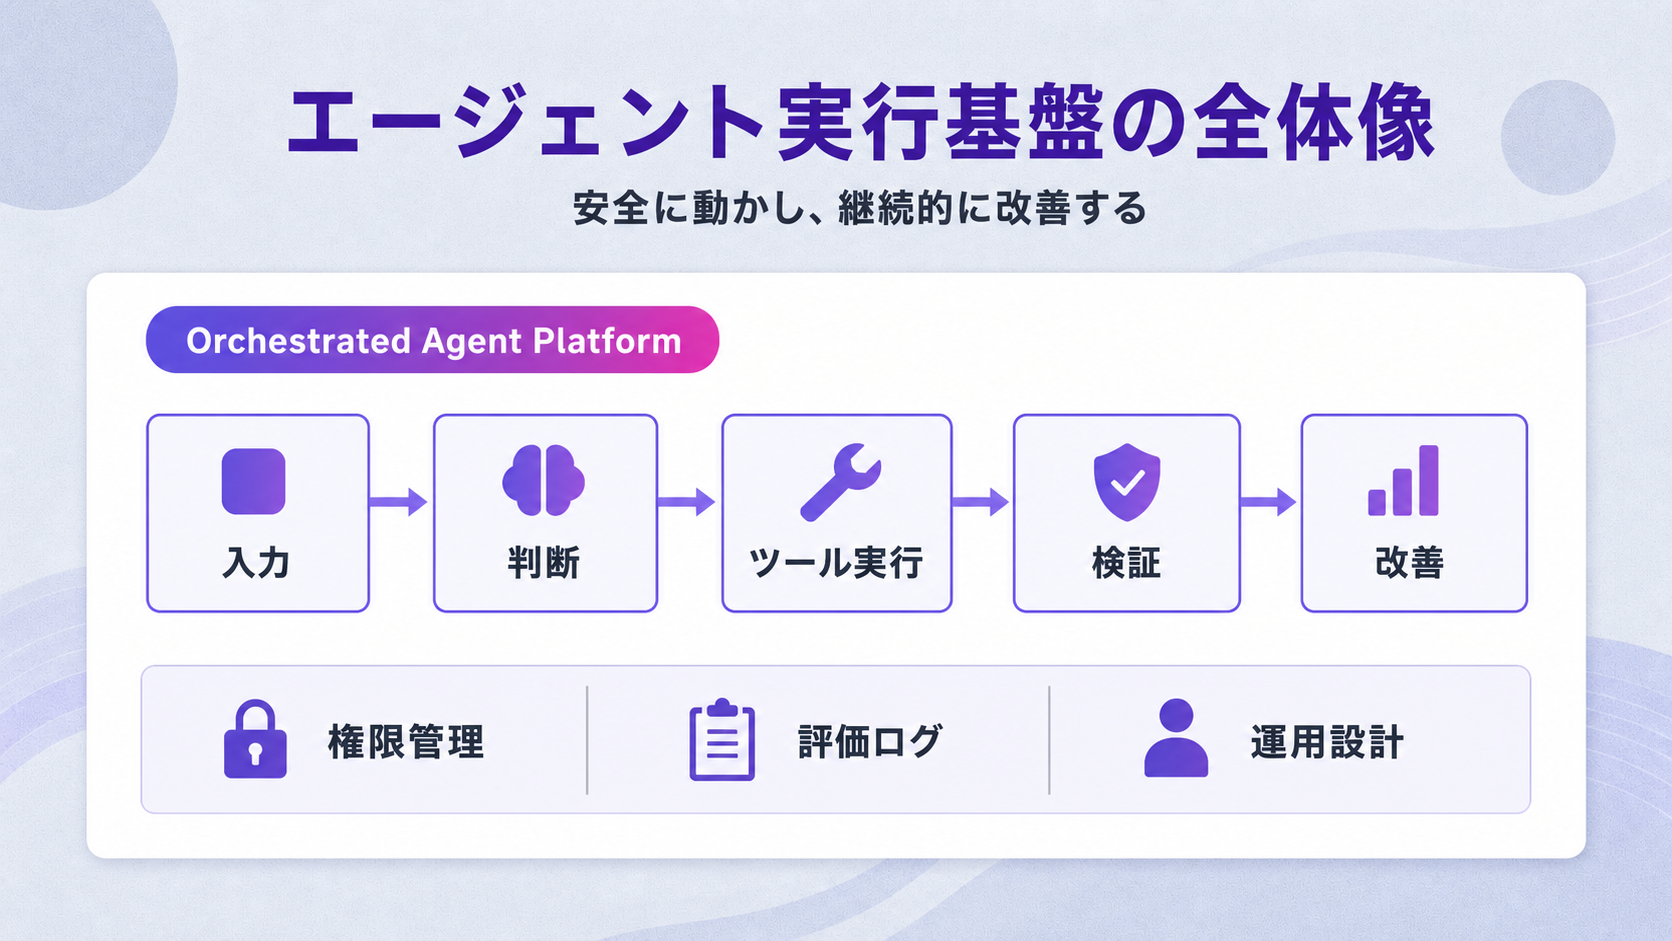 エージェント実行基盤の全体像
安全に動かし、継続的に改善する
Orchestrated Agent Platform
入力
判断
ツール実行
検証
改善
権限管理
評価ログ
運用設計